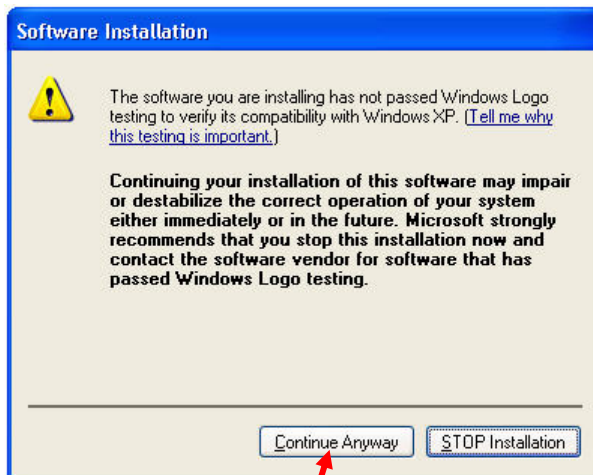 Software Installation
The software you are installing has not passed Windows Logo
testing to verify its compatibility with Windows XP. (Tell me why
this testing is important.)
Continuing your installation of this software may impair
or destabilize the correct operation of your system
either immediately or in the future. Microsoft strongly
recommends that you stop this installation now and
contact the software vendor for software that has
passed Windows Logo testing.
Continue Anyway STOP Installation